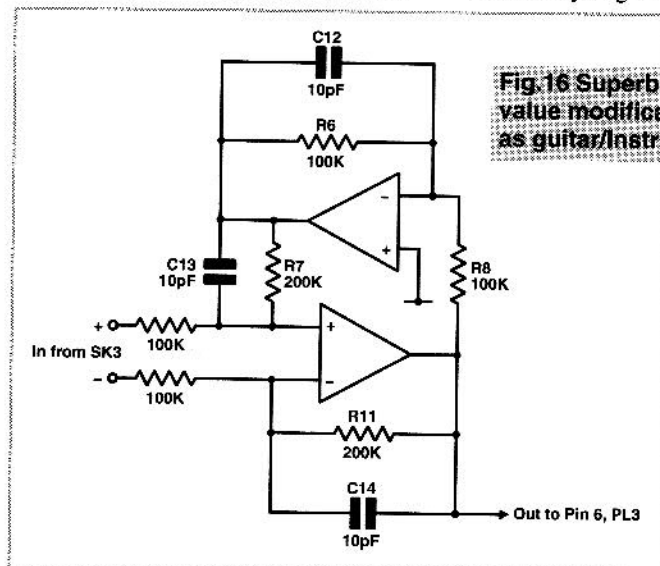 Fig.16 Superb
value modifica
as guitar/Instr
C12
10pF
R6
100K
C13
10pF
R7
200K
R8
100K
−
+
+
In from SK3
−
100K
100K
+
−
R11
200K
C14
10pF
Out to Pin 6, PL3